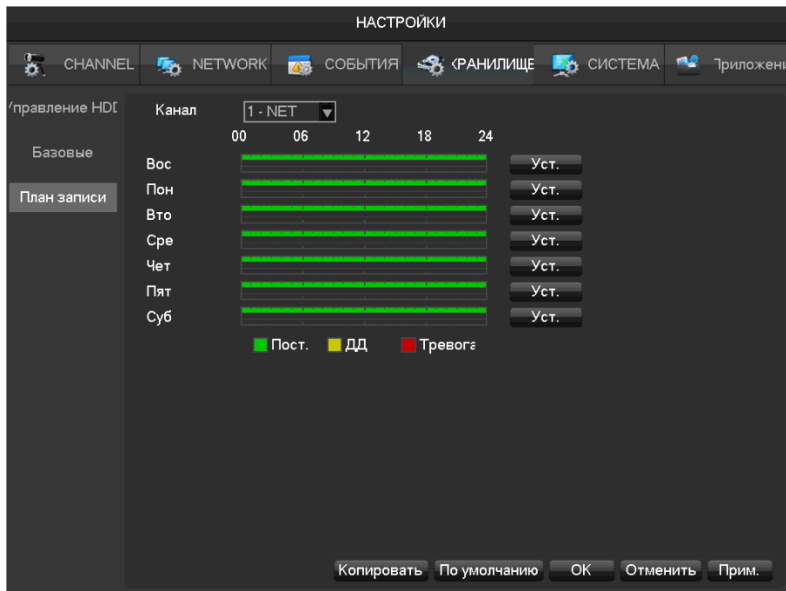 НАСТРОЙКИ
CHANNEL NETWORK СОБЫТИЯ ХРАНИЛИЩЕ СИСТЕМА Приложени
Управление HDD
Базовые
План записи
Канал 1 - NET
00 06 12 18 24
Вос Уст.
Пон Уст.
Вто Уст.
Сре Уст.
Чет Уст.
Пят Уст.
Суб Уст.
Пост. ДД Тревога
Копировать По умолчанию OK Отменить Прим.